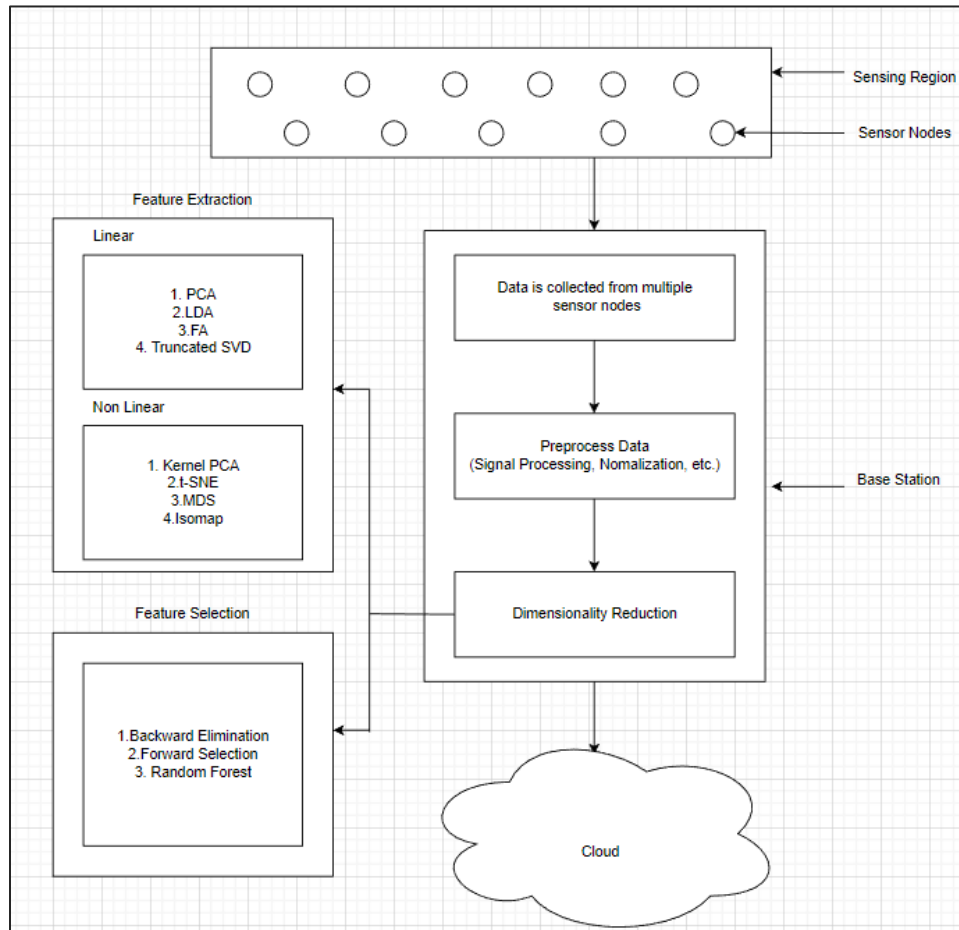 Sensing Region
Sensor Nodes
Feature Extraction
Linear
1. PCA
2.LDA
3.FA
4. Truncated SVD
Non Linear
1. Kernel PCA
2.t-SNE
3.MDS
4.Isomap
Feature Selection
1.Backward Elimination
2.Forward Selection
3. Random Forest
Data is collected from multiple
sensor nodes
Preprocess Data
(Signal Processing, Nomalization, etc.)
Base Station
Dimensionality Reduction
Cloud